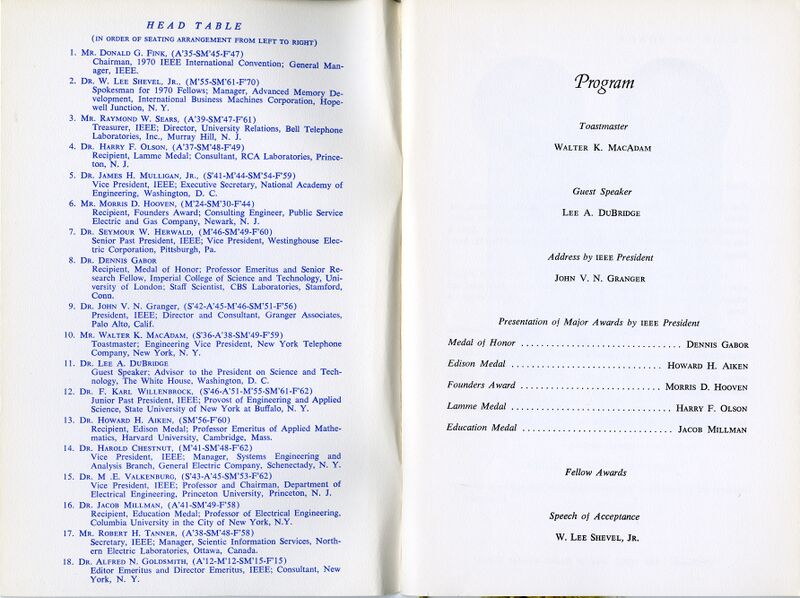 HEAD TABLE
(IN ORDER OF SEATING ARRANGEMENT FROM LEFT TO RIGHT)
1. Mr. Donald G. Fink, (A'35-SM'45-F'47)
Chairman, 1970 IEEE International Convention; General Man-
ager, IEEE.
2. Dr. W. Lee Shevel, Jr., (M'55-SM'61-F'70)
Spokesman for 1970 Fellows; Manager, Advanced Memory De-
velopment, International Business Machines Corporation, Hope-
well Junction, N. Y.
3. Mr. Raymond W. Sears, (A'39-SM'47-F'61)
Treasurer, IEEE; Director, University Relations, Bell Telephone
Laboratories, Inc., Murray Hill, N. J.
4. Dr. Harry F. Olson, (A'37-SM'48-F'49)
Recipient, Lamme Medal; Consultant, RCA Laboratories, Prince-
ton, N. J.
5. Dr. James H. Mulligan, Jr., (S'41-M'44-SM'54-F'59)
Vice President, IEEE; Executive Secretary, National Academy of
Engineering, Washington, D. C.
6. Mr. Morris D. Hooven, (M'24-SM'30-F'44)
Recipient, Founders Award; Consulting Engineer, Public Service
Electric and Gas Company, Newark, N. J.
7. Dr. Seymour W. Herwald, (M'46-SM'49-F'60)
Senior Past President, IEEE; Vice President, Westinghouse Elec-
tric Corporation, Pittsburgh, Pa.
8. Dr. Dennis Gabor
Recipient, Medal of Honor; Professor Emeritus and Senior Re-
search Fellow, Imperial College of Science and Technology, Uni-
versity of London; Staff Scientist, CBS Laboratories, Stamford,
Conn.
9. Dr. John V. N. Granger, (S'42-A'45-M'46-SM'51-F'56)
President, IEEE; Director and Consultant, Granger Associates,
Palo Alto, Calif.
10. Mr. Walter K. MacAdam, (S'36-A'38-SM'49-F'59)
Toastmaster; Engineering Vice President, New York Telephone
Company, New York, N. Y.
11. Dr. Lee A. DuBridge
Guest Speaker; Advisor to the President on Science and Tech-
nology, The White House, Washington, D. C.
12. Dr. F. Karl Willenbrock, (S'46-A'51-M'55-SM'61-F'62)
Junior Past President, IEEE; Provost of Engineering and Applied
Science, State University of New York at Buffalo, N. Y.
13. Dr. Howard H. Aiken, (SM'56-F'60)
Recipient, Edison Medal; Professor Emeritus of Applied Mathe-
matics, Harvard University, Cambridge, Mass.
14. Dr. Harold Chestnut, (M'41-SM'48-F'62)
Vice President, IEEE; Manager, Systems Engineering and
Analysis Branch, General Electric Company, Schenectady, N. Y.
15. Dr. M .E. Valkenburg, (S'43-A'45-SM'53-F'62)
Vice President, IEEE; Professor and Chairman, Department of
Electrical Engineering, Princeton University, Princeton, N. J.
16. Dr. Jacob Millman, (A'41-SM'49-F'58)
Recipient, Education Medal; Professor of Electrical Engineering,
Columbia University in the City of New York, N.Y.
17. Mr. Robert H. Tanner, (A'38-SM'48-F'58)
Secretary, IEEE; Manager, Scientic Information Services, North-
ern Electric Laboratories, Ottawa, Canada.
18. Dr. Alfred N. Goldsmith, (A'12-M'12-SM'15-F'15)
Editor Emeritus and Director Emeritus, IEEE; Consultant, New
York, N. Y.
Program
Toastmaster
Walter K. MacAdam
Guest Speaker
Lee A. DuBridge
Address by IEEE President
John V. N. Granger
Presentation of Major Awards by IEEE President
Medal of Honor ................................ Dennis Gabor
Edison Medal ................................ Howard H. Aiken
Founders Award .............................. Morris D. Hooven
Lamme Medal ................................ Harry F. Olson
Education Medal .............................. Jacob Millman
Fellow Awards
Speech of Acceptance
W. Lee Shevel, Jr.